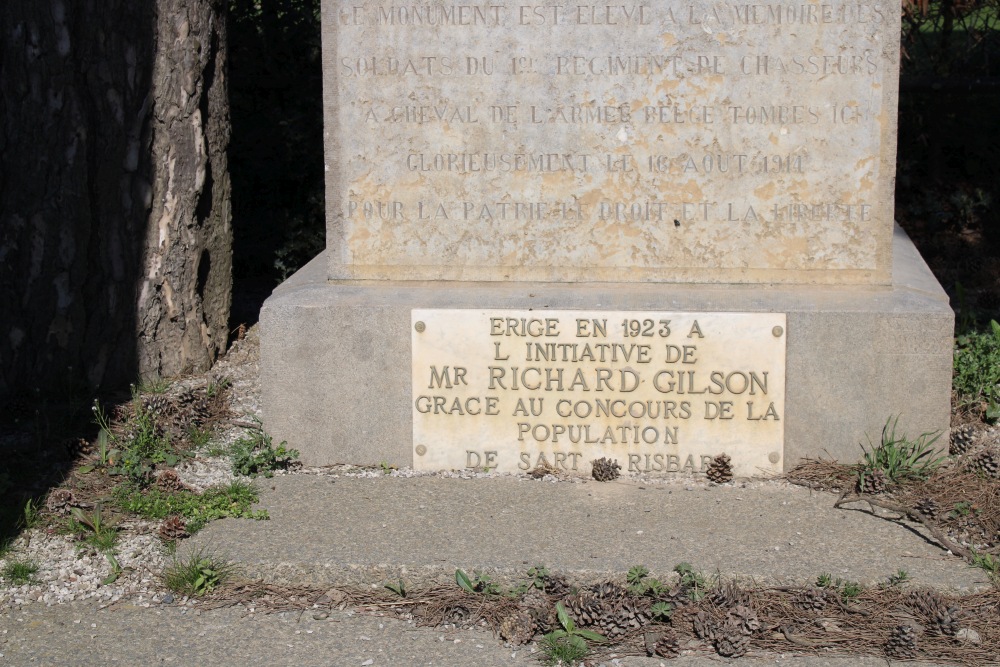 CE MONUMENT EST ELEVE A LA MEMOIRE DES
SOLDATS DU 1er REGIMENT DE CHASSEURS
A CHEVAL DE L'ARMEE BELGE TOMBES ICI
GLORIEUSEMENT LE 18 AOUT 1914
POUR LA PATRIE LE DROIT ET LA LIBERTE
ERIGE EN 1923 A
L INITIATIVE DE
MR RICHARD GILSON
GRACE AU CONCOURS DE LA
POPULATION
DE SART RISBART